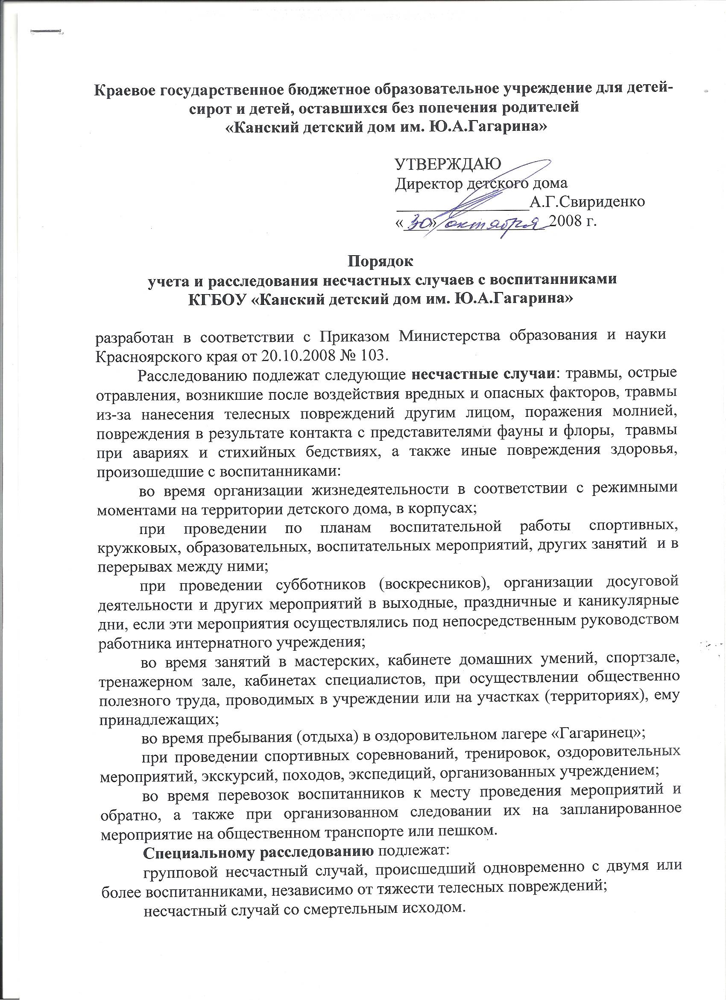 Краевое государственное бюджетное образовательное учреждение для детей-
сирот и детей, оставшихся без попечения родителей
«Канский детский дом им. Ю.А.Гагарина»
УТВЕРЖДАЮ
Директор детского дома
________________А.Г.Свириденко
«30» октября 2008 г.
Порядок
учета и расследования несчастных случаев с воспитанниками
КГБОУ «Канский детский дом им. Ю.А.Гагарина»
разработан в соответствии с Приказом Министерства образования и науки
Красноярского края от 20.10.2008 № 103.
Расследованию подлежат следующие несчастные случаи: травмы, острые
отравления, возникшие после воздействия вредных и опасных факторов, травмы
из-за нанесения телесных повреждений другим лицом, поражения молнией,
повреждения в результате контакта с представителями фауны и флоры, травмы
при авариях и стихийных бедствиях, а также иные повреждения здоровья,
произошедшие с воспитанниками:
во время организации жизнедеятельности в соответствии с режимными
моментами на территории детского дома, в корпусах;
при проведении по планам воспитательной работы спортивных,
кружковых, образовательных, воспитательных мероприятий, других занятий и в
перерывах между ними;
при проведении субботников (воскресников), организации досуговой
деятельности и других мероприятий в выходные, праздничные и каникулярные
дни, если эти мероприятия осуществлялись под непосредственным руководством
работника интернатного учреждения;
во время занятий в мастерских, кабинете домашних умений, спортзале,
тренажерном зале, кабинетах специалистов, при осуществлении общественно
полезного труда, проводимых в учреждении или на участках (территориях), ему
принадлежащих;
во время пребывания (отдыха) в оздоровительном лагере «Гагаринец»;
при проведении спортивных соревнований, тренировок, оздоровительных
мероприятий, экскурсий, походов, экспедиций, организованных учреждением;
во время перевозок воспитанников к месту проведения мероприятий и
обратно, а также при организованном следовании их на запланированное
мероприятие на общественном транспорте или пешком.
Специальному расследованию подлежат:
групповой несчастный случай, происшедший одновременно с двумя или
более воспитанниками, независимо от тяжести телесных повреждений;
несчастный случай со смертельным исходом.